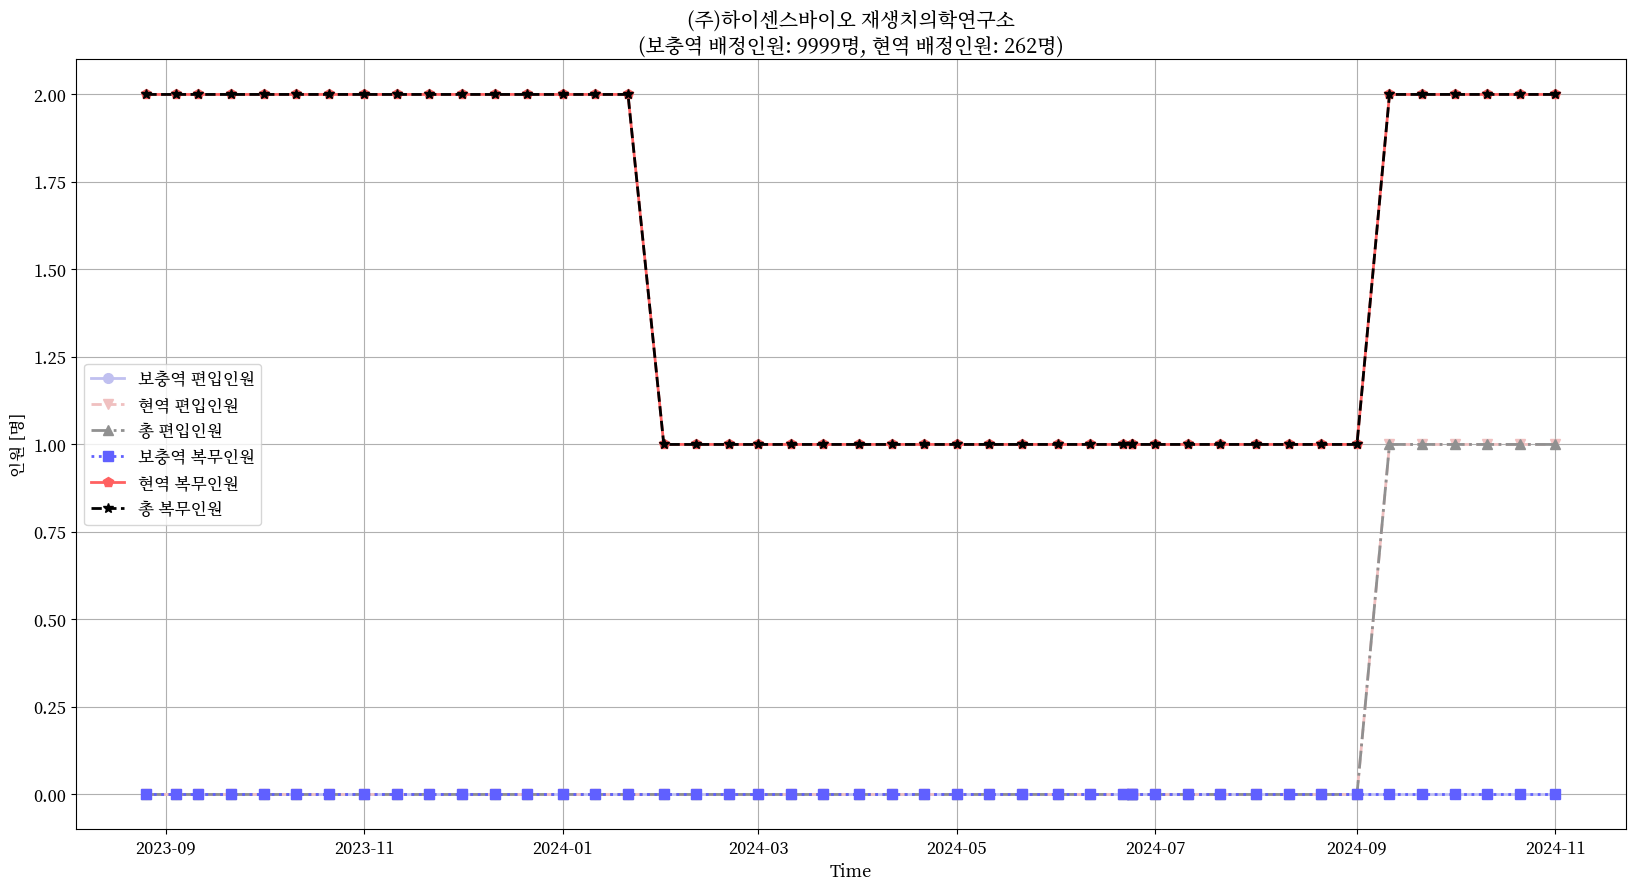 (주)하이센스바이오 재생치의학연구소
(보충역 배정인원: 9999명, 현역 배정인원: 262명)
인원 [명]
2.00
1.75
1.50
1.25
1.00
0.75
0.50
0.25
0.00
보충역 편입인원
현역 편입인원
총 편입인원
보충역 복무인원
현역 복무인원
총 복무인원
2023-09
2023-11
2024-01
2024-03
2024-05
2024-07
2024-09
2024-11
Time